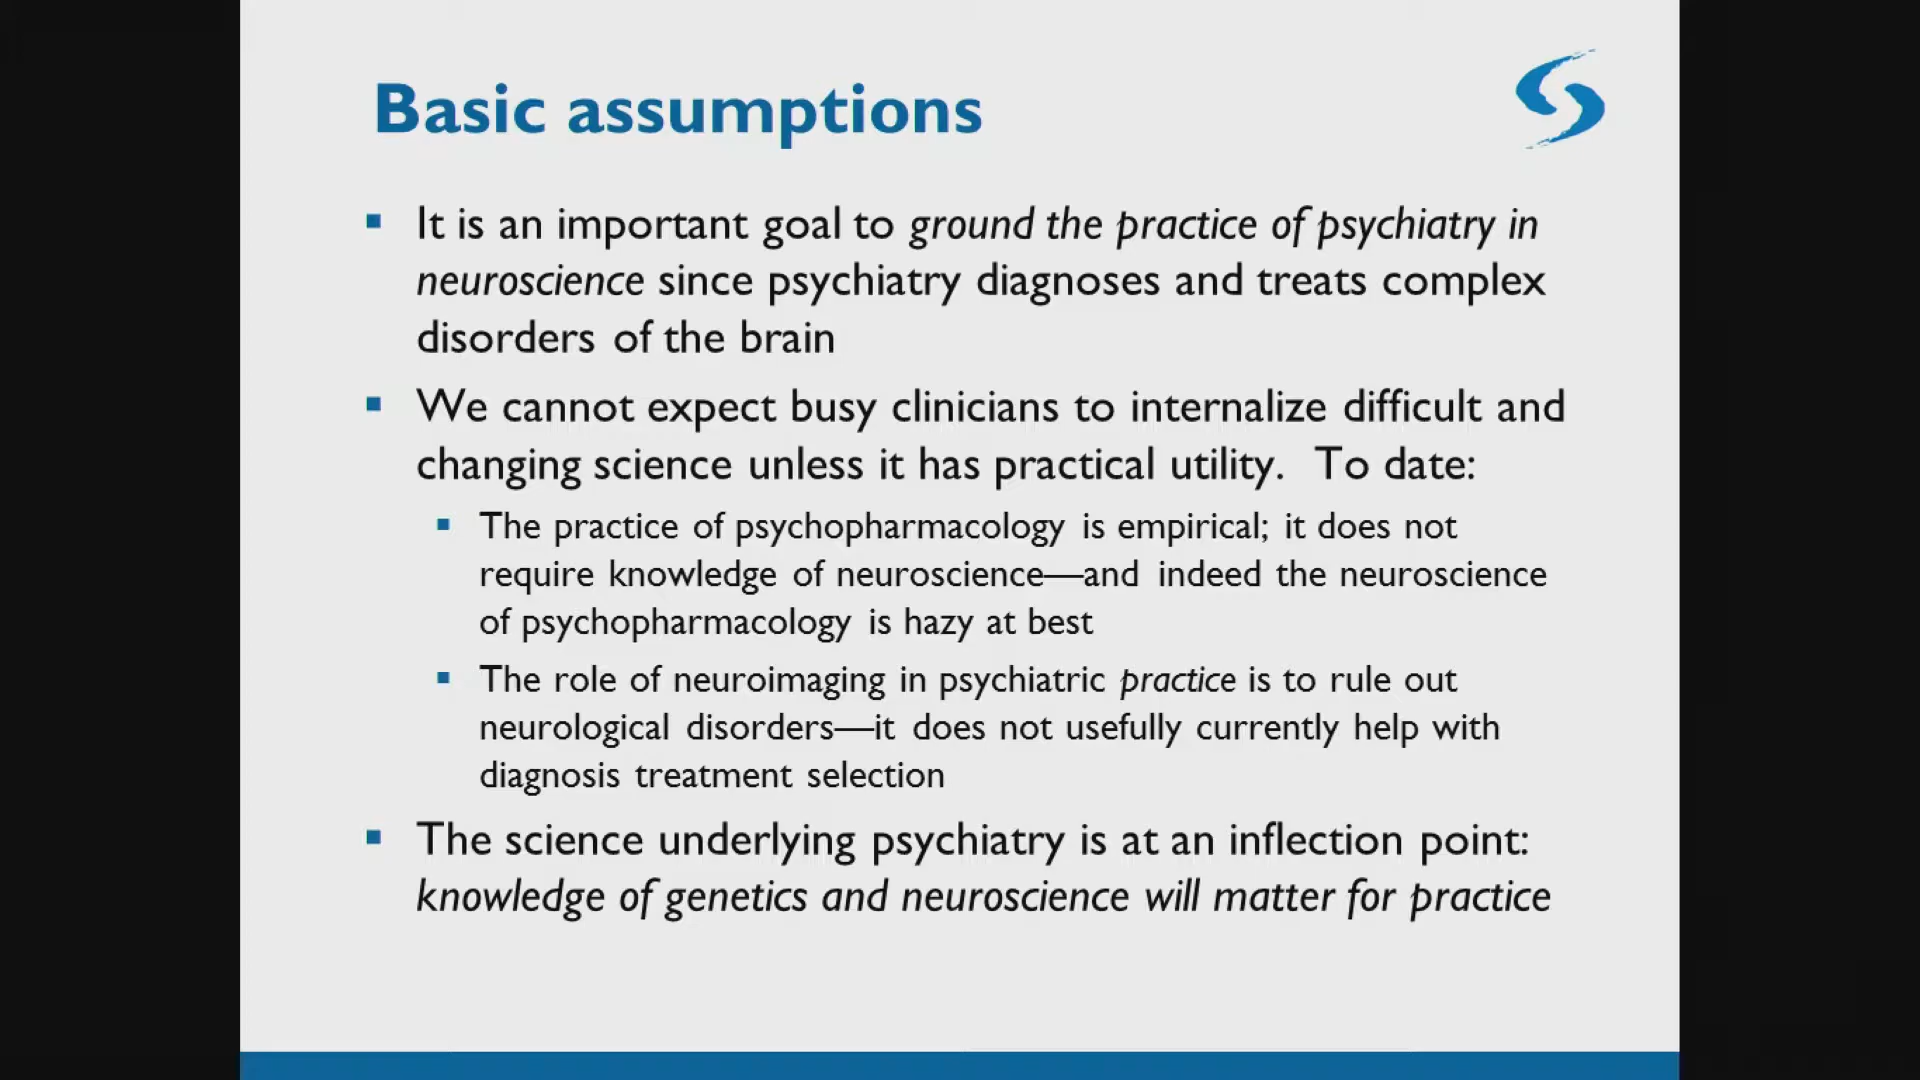 Basic assumptions
It is an important goal to ground the practice of psychiatry in
neuroscience since psychiatry diagnoses and treats complex
disorders of the brain
We cannot expect busy clinicians to internalize difficult and
changing science unless it has practical utility. To date:
The practice of psychopharmacology is empirical; it does not
require knowledge of neuroscience—and indeed the neuroscience
of psychopharmacology is hazy at best
The role of neuroimaging in psychiatric practice is to rule out
neurological disorders—it does not usefully currently help with
diagnosis treatment selection
The science underlying psychiatry is at an inflection point:
knowledge of genetics and neuroscience will matter for practice